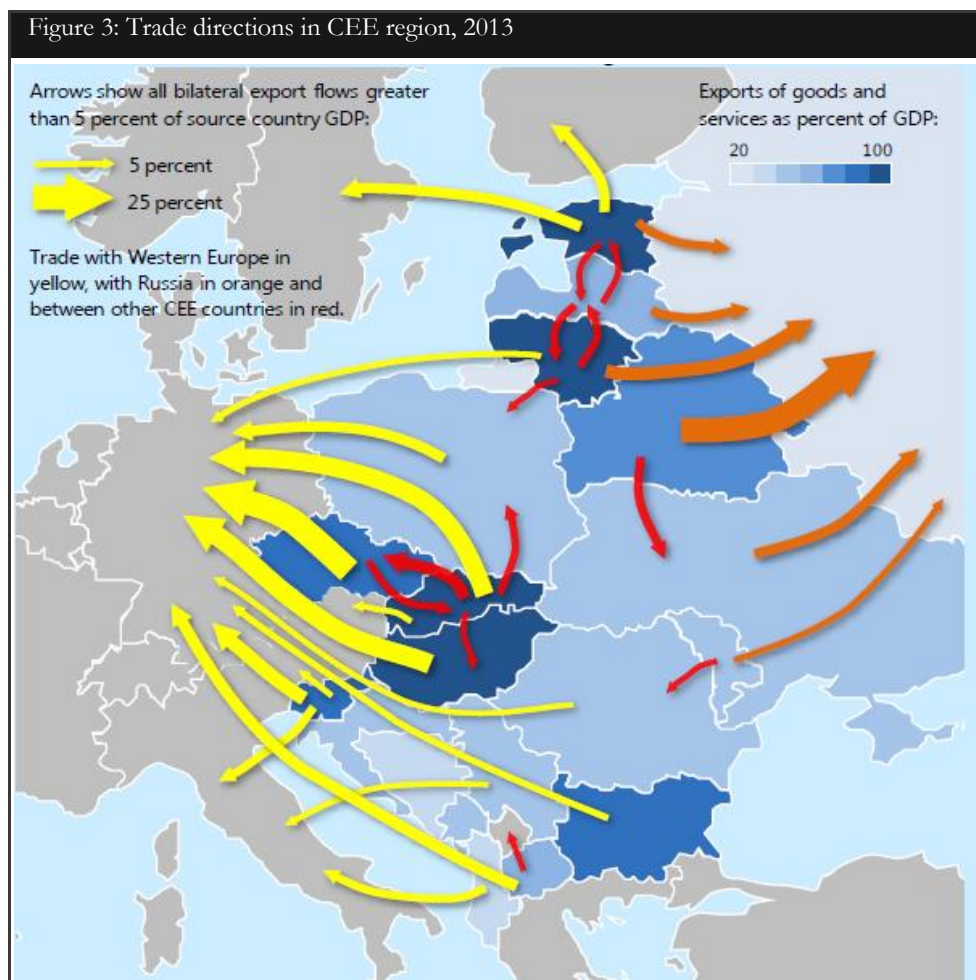 Figure 3: Trade directions in CEE region, 2013
Arrows show all bilateral export flows greater
than 5 percent of source country GDP:
5 percent
25 percent
Trade with Western Europe in
yellow, with Russia in orange and
between other CEE countries in red.
Exports of goods and
services as percent of GDP:
20 100